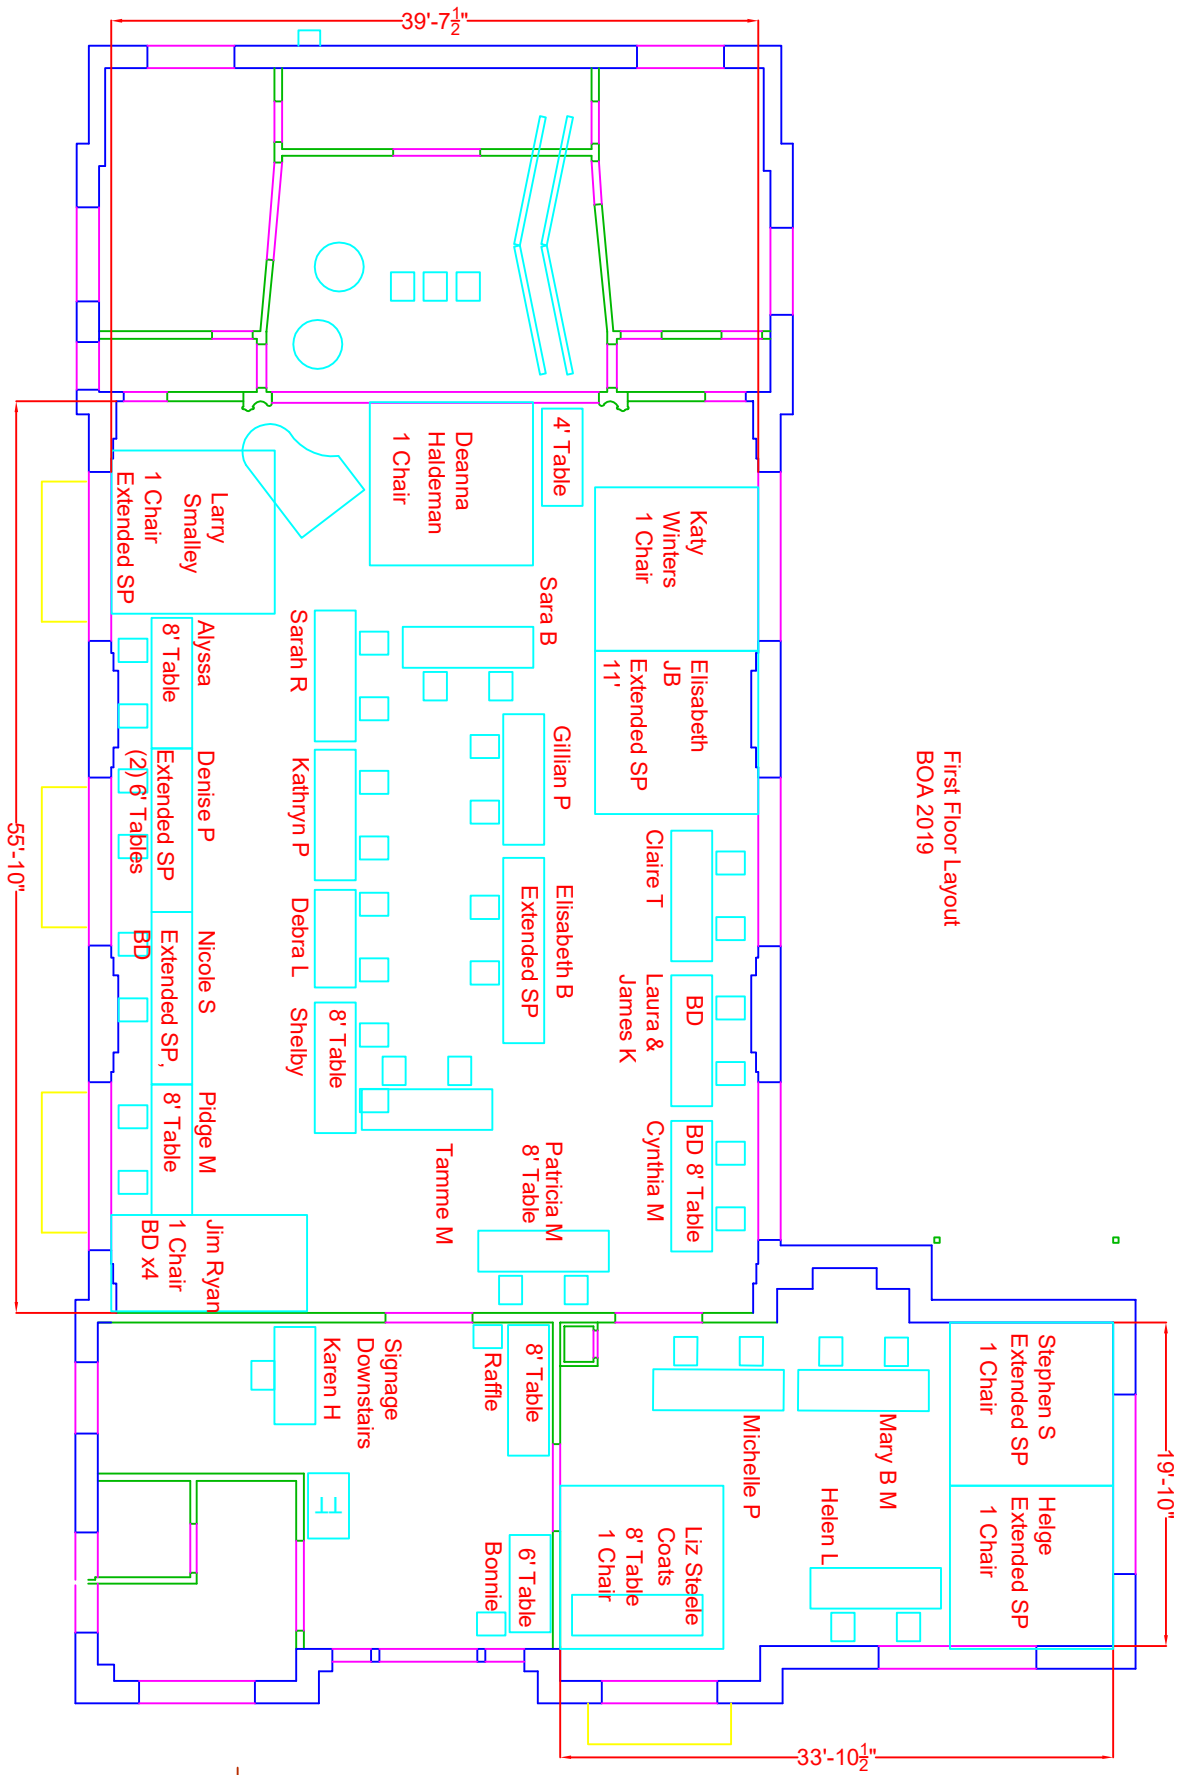 First Floor Layout
BOA 2019
39'-7½"
55'-10"
19'-10"
33'-10½"
4' Table
Deanna
Haldeman
1 Chair
Katy
Winters
1 Chair
Larry
Smalley
1 Chair
Extended SP
Elisabeth
JB
Extended SP
11'
Sara B
Sarah R
Alyssa
8' Table
Gillian P
Kathryn P
Denise P
Extended SP
(2) 6' Tables
Claire T
Elisabeth B
Extended SP
Debra L
Nicole S
Extended SP,
BD
BD
Laura &
James K
8' Table
Shelby
Pidge M
8' Table
BD 8' Table
Cynthia M
Patricia M
8' Table
Tamme M
Jim Ryan
1 Chair
BD x4
Stephen S
Extended SP
1 Chair
Helge
Extended SP
1 Chair
Mary B M
Michelle P
Helen L
Liz Steele
Coats
8' Table
1 Chair
8' Table
Raffle
6' Table
Bonnie
Signage
Downstairs
Karen H